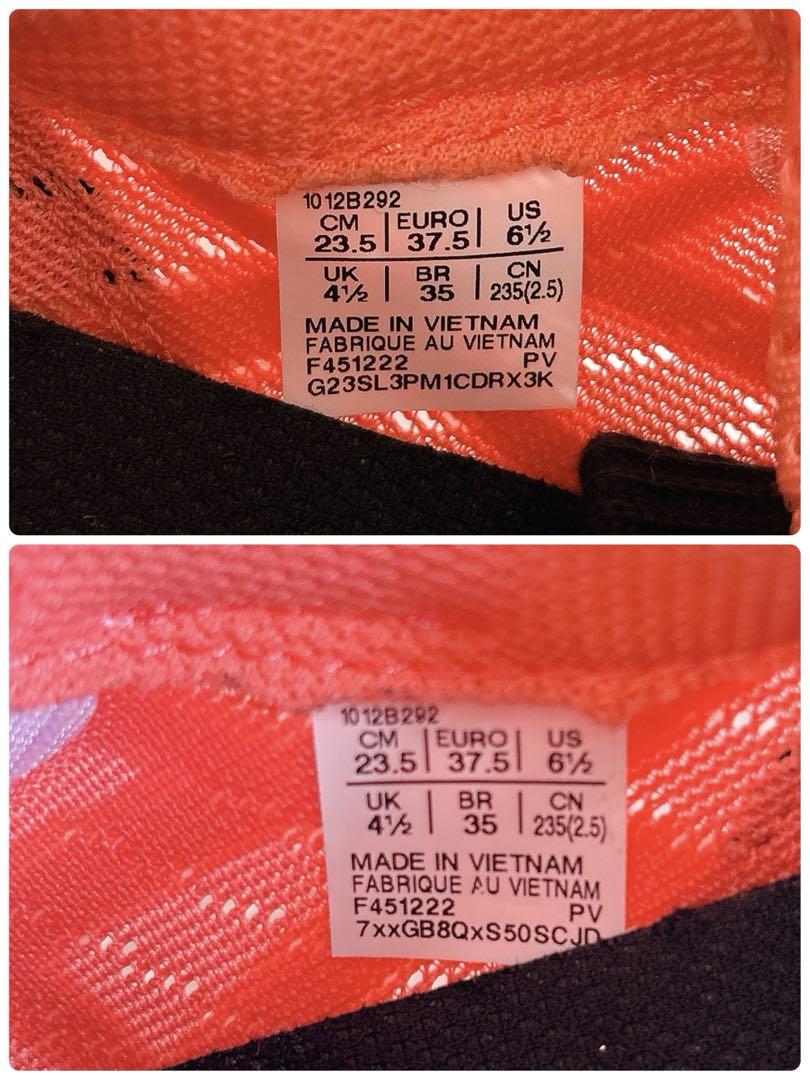 1012B292
CM | EURO | US
23.5 | 37.5 | 6½
UK | BR | CN
4½ | 35 | 235(2.5)
MADE IN VIETNAM
FABRIQUE AU VIETNAM
F451222 PV
G23SL3PM1CDRX3K
1012B292
CM | EURO | US
23.5 | 37.5 | 6½
UK | BR | CN
4½ | 35 | 235(2.5)
MADE IN VIETNAM
FABRIQUE AU VIETNAM
F451222 PV
7xxGB8QxS50SCJD